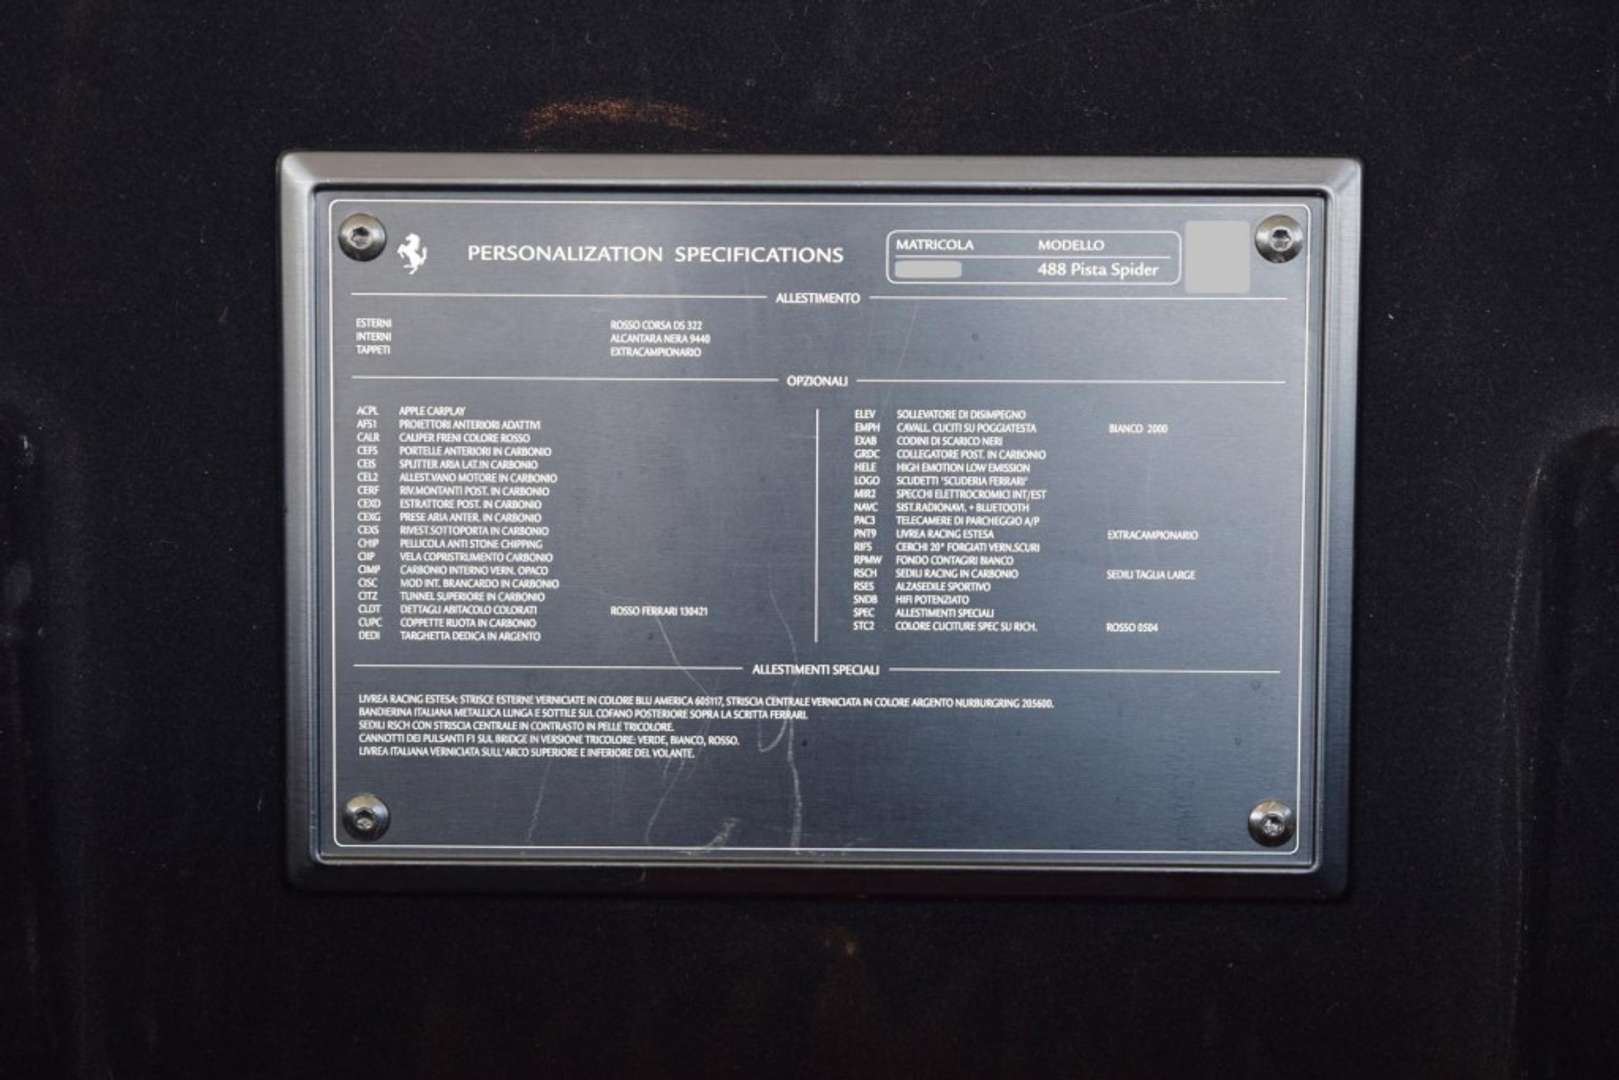 PERSONALIZATION SPECIFICATIONS
MATRICOLA MODELLO
488 Pista Spider
ALLESTIMENTO
ESTERNI ROSSO CORSA DS 322
INTERNI ALCANTARA NERA 9440
TAPPETI EXTRACAMPIONARIO
OPZIONALI
ACPL APPLE CARPLAY
AFS1 PROIETTORI ANTERIORI ADATTIVI
CALR CALIPER FRENI COLORE ROSSO
CEFS PORTELLE ANTERIORI IN CARBONIO
CEIS SPLITTER ARIA LAT.IN CARBONIO
CEL2 ALLEST.VANO MOTORE IN CARBONIO
CERF RIV.MONTANTI POST. IN CARBONIO
CEXD ESTRATTORE POST. IN CARBONIO
CEXG PRESE ARIA ANTER. IN CARBONIO
CEXS RIVEST.SOTTOPORTA IN CARBONIO
CHIP PELLICOLA ANTI STONE CHIPPING
CIIP VELA COPRISTRUMENTO CARBONIO
CIMP CARBONIO INTERNO VERN. OPACO
CISC MOD INT. BRANCARDO IN CARBONIO
CITZ TUNNEL SUPERIORE IN CARBONIO
CLDT DETTAGLI ABITACOLO COLORATI ROSSO FERRARI 130421
CUPC COPPETTE RUOTA IN CARBONIO
DEDI TARGHETTA DEDICA IN ARGENTO
ELEV SOLLEVATORE DI DISIMPEGNO
EMPH CAVALL. CUCITI SU POGGIATESTA BIANCO 2000
EXAB CODINI DI SCARICO NERI
GRDC COLLEGATORE POST. IN CARBONIO
HELE HIGH EMOTION LOW EMISSION
LOGO SCUDETTI "SCUDERIA FERRARI"
MIR2 SPECCHI ELETTROCROMICI INT/EST
NAVC SIST.RADIONAVI. + BLUETOOTH
PAC3 TELECAMERE DI PARCHEGGIO A/P
PNT9 LIVREA RACING ESTESA EXTRACAMPIONARIO
RIFS CERCHI 20" FORGIATI VERN.SCURI
RPMW FONDO CONTAGIRI BIANCO
RSCH SEDILI RACING IN CARBONIO SEDILI TAGLIA LARGE
RSES ALZASEDILE SPORTIVO
SNDB HIFI POTENZIATO
SPEC ALLESTIMENTI SPECIALI
STC2 COLORE CUCITURE SPEC SU RICH. ROSSO 0504
ALLESTIMENTI SPECIALI
LIVREA RACING ESTESA: STRISCE ESTERNE VERNICIATE IN COLORE BLU AMERICA 605117, STRISCIA CENTRALE VERNICIATA IN COLORE ARGENTO NURBURGRING 205600.
BANDIERINA ITALIANA METALLICA LUNGA E SOTTILE SUL COFANO POSTERIORE SOPRA LA SCRITTA FERRARI.
SEDILI RSCH CON STRISCIA CENTRALE IN CONTRASTO IN PELLE TRICOLORE.
CANNOTTI DEI PULSANTI F1 SUL BRIDGE IN VERSIONE TRICOLORE: VERDE, BIANCO, ROSSO.
LIVREA ITALIANA VERNICIATA SULL'ARCO SUPERIORE E INFERIORE DEL VOLANTE.